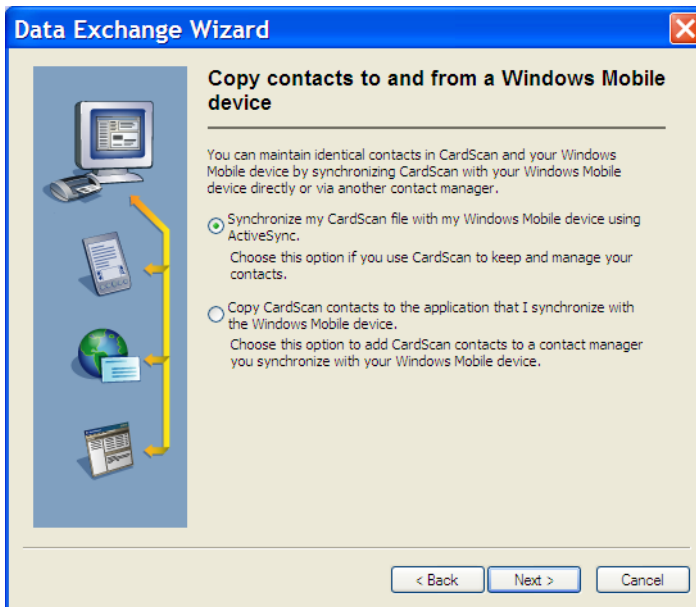 Data Exchange Wizard
Copy contacts to and from a Windows Mobile
device
You can maintain identical contacts in CardScan and your Windows
Mobile device by synchronizing CardScan with your Windows Mobile
device directly or via another contact manager.
Synchronize my CardScan file with my Windows Mobile device using
ActiveSync.
Choose this option if you use CardScan to keep and manage your
contacts.
Copy CardScan contacts to the application that I synchronize with
the Windows Mobile device.
Choose this option to add CardScan contacts to a contact manager
you synchronize with your Windows Mobile device.
< Back Next > Cancel